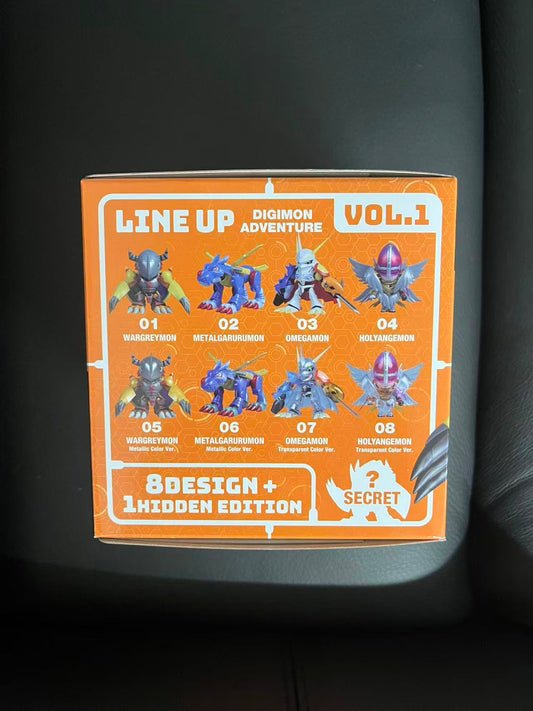 LINE UP
DIGIMON
ADVENTURE
VOL.1
01
WARGREYMON
02
METALGARURUMON
03
OMEGAMON
04
HOLYANGEMON
05
WARGREYMON
Metallic Color Ver.
06
METALGARURUMON
Metallic Color Ver.
07
OMEGAMON
Transparent Color Ver.
08
HOLYANGEMON
Transparent Color Ver.
8DESIGN +
1HIDDEN EDITION
?
SECRET